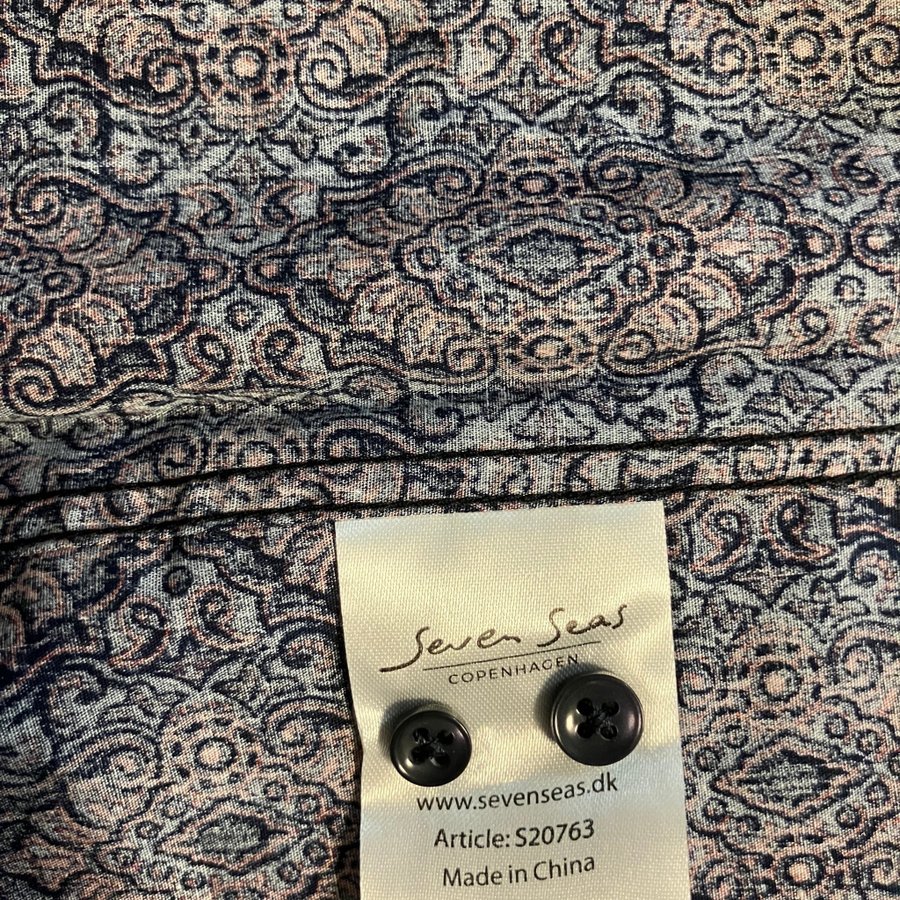 Seven Seas
COPENHAGEN
www.sevenseas.dk
Article: S20763
Made in China